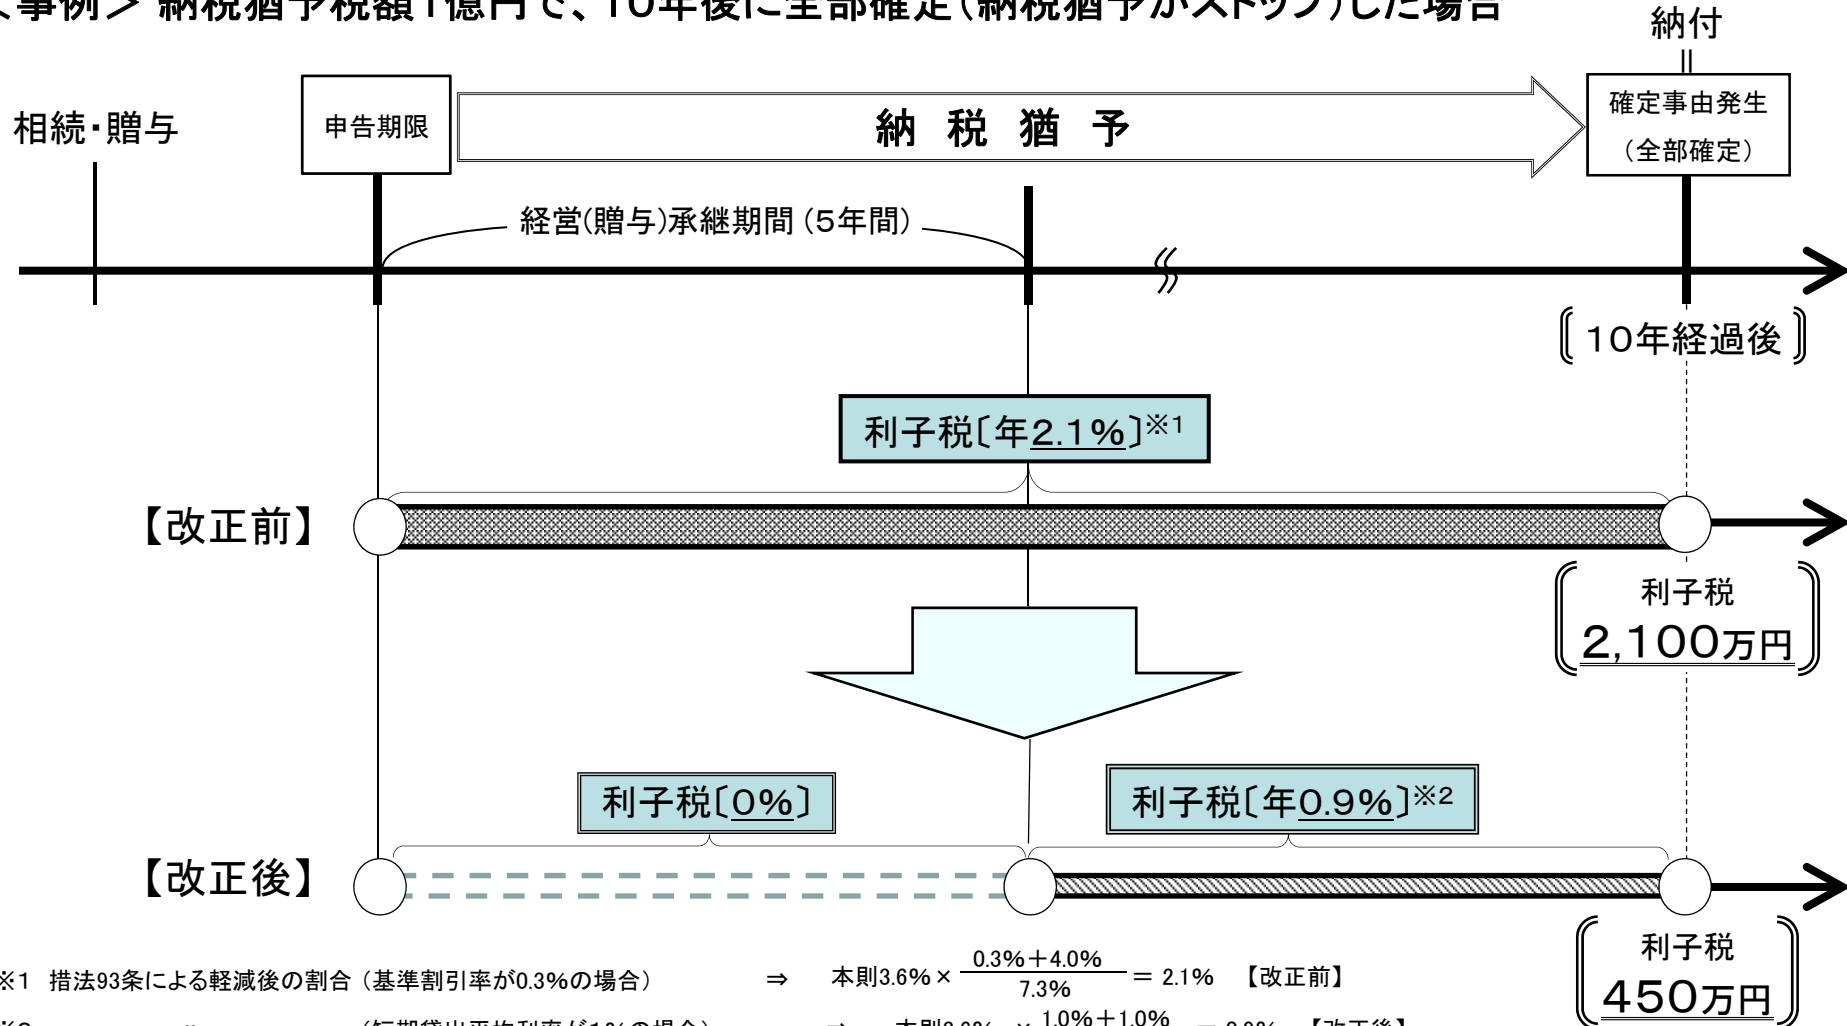 ＜事例＞ 納税猶予税額1億円で、10年後に全部確定（納税猶予がストップ）した場合
納付
||
相続・贈与
申告期限
納税猶予
確定事由発生
（全部確定）
経営(贈与)承継期間 (5年間)
10年経過後
利子税〔年2.1％〕※1
【改正前】
利子税
2,100万円
利子税〔0％〕
利子税〔年0.9％〕※2
【改正後】
利子税
450万円
※1 措法93条による軽減後の割合 (基準割引率が0.3%の場合) ⇒ 本則3.6%× 0.3%＋4.0% / 7.3% ＝ 2.1% 【改正前】
※2 〃 (短期貸出平均利率が1%の場合) ⇒ 本則3.6% × 1.0%＋1.0% ＝ 0.9% 【改正後】